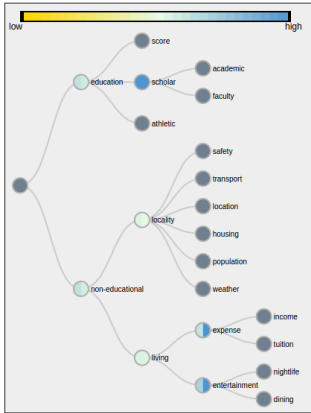 low high
score
education
scholar
academic
faculty
athletic
safety
transport
locality
location
housing
population
weather
non-educational
living
expense
income
tuition
entertainment
nightlife
dining